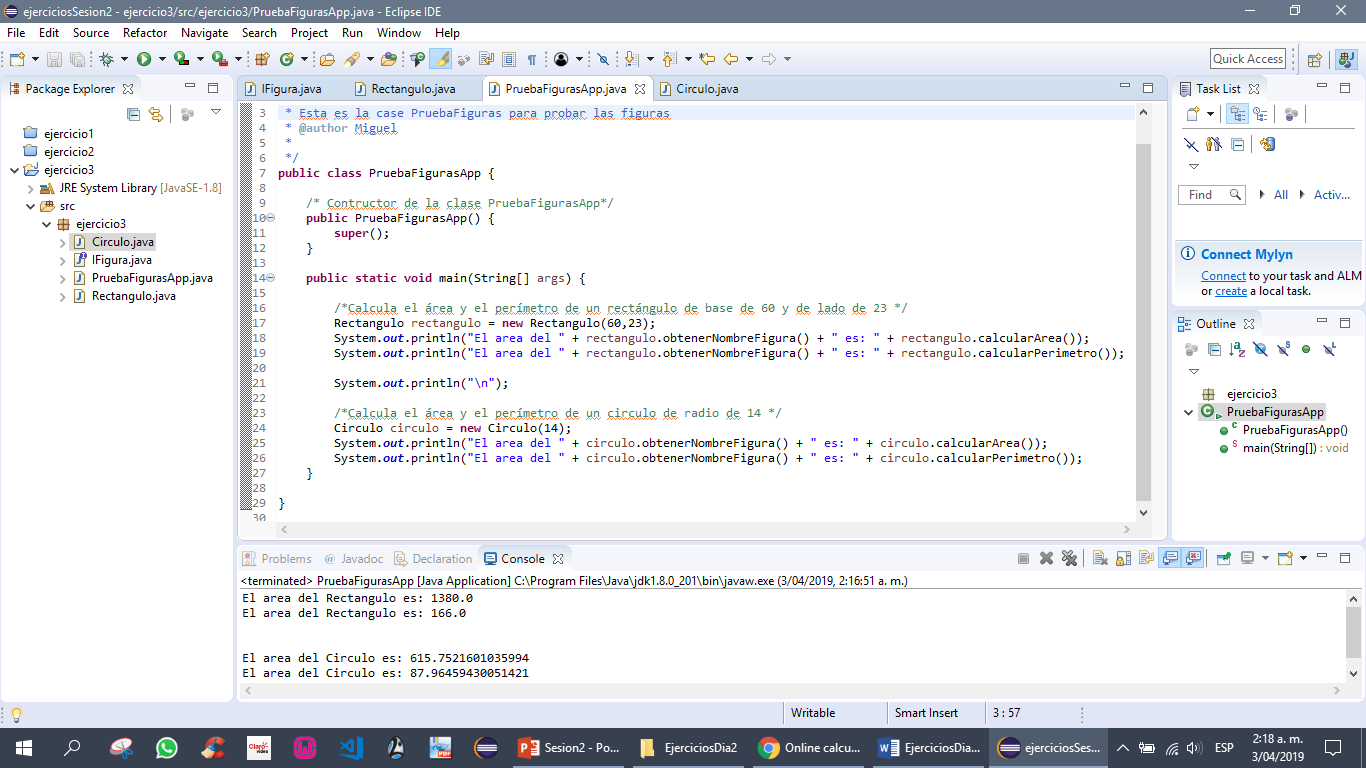 ejerciciosSesion2 - ejercicio3/src/ejercicio3/PruebaFigurasApp.java - Eclipse IDE
File Edit Source Refactor Navigate Search Project Run Window Help
Quick Access
Package Explorer
ejercicio1
ejercicio2
ejercicio3
JRE System Library [JavaSE-1.8]
src
ejercicio3
Circulo.java
IFigura.java
PruebaFigurasApp.java
Rectangulo.java
IFigura.java Rectangulo.java PruebaFigurasApp.java Circulo.java
3 * Esta es la case PruebaFiguras para probar las figuras
4 * @author Miguel
5 *
6 */
7 public class PruebaFigurasApp {
8
9 /* Contructor de la clase PruebaFigurasApp*/
10 public PruebaFigurasApp() {
11 super();
12 }
13
14 public static void main(String[] args) {
15
16 /*Calcula el área y el perímetro de un rectángulo de base de 60 y de lado de 23 */
17 Rectangulo rectangulo = new Rectangulo(60,23);
18 System.out.println("El area del " + rectangulo.obtenerNombreFigura() + " es: " + rectangulo.calcularArea());
19 System.out.println("El area del " + rectangulo.obtenerNombreFigura() + " es: " + rectangulo.calcularPerimetro());
20
21 System.out.println("\n");
22
23 /*Calcula el área y el perímetro de un circulo de radio de 14 */
24 Circulo circulo = new Circulo(14);
25 System.out.println("El area del " + circulo.obtenerNombreFigura() + " es: " + circulo.calcularArea());
26 System.out.println("El area del " + circulo.obtenerNombreFigura() + " es: " + circulo.calcularPerimetro());
27 }
28
29 }
30
Task List
Find All Activ...
Connect Mylyn
Connect to your task and ALM
or create a local task.
Outline
ejercicio3
PruebaFigurasApp
PruebaFigurasApp()
main(String[]) : void
Problems @ Javadoc Declaration Console
<terminated> PruebaFigurasApp [Java Application] C:\Program Files\Java\jdk1.8.0_201\bin\javaw.exe (3/04/2019, 2:16:51 a. m.)
El area del Rectangulo es: 1380.0
El area del Rectangulo es: 166.0
El area del Circulo es: 615.7521601035994
El area del Circulo es: 87.96459430051421
Writable Smart Insert 3 : 57
Claro video
Sesion2 - Po... EjerciciosDia2 Online calcu... EjerciciosDia... ejerciciosSes...
ESP
2:18 a. m.
3/04/2019